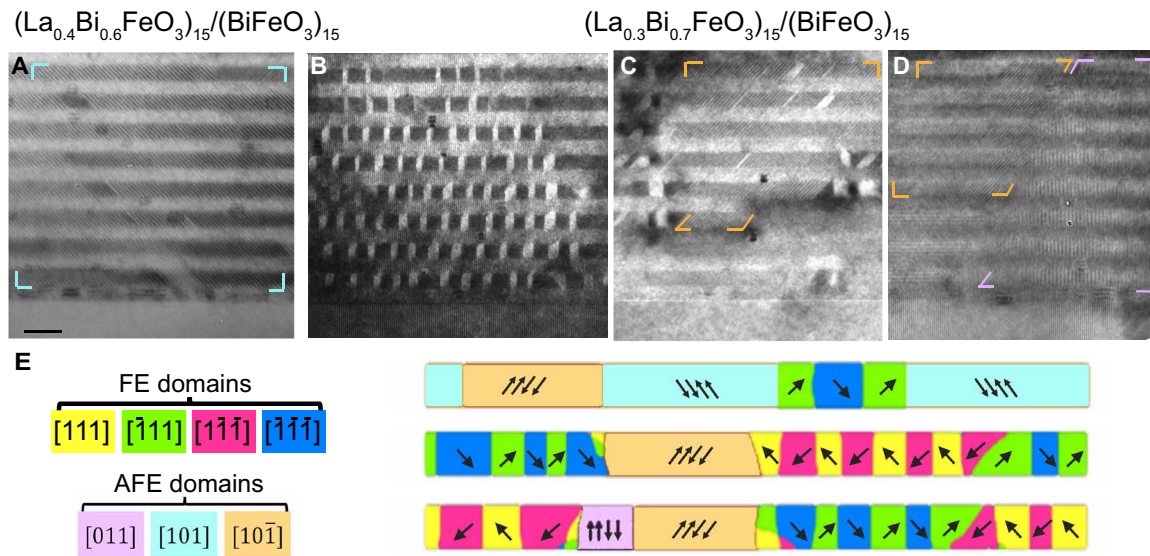 (La₀.₄Bi₀.₆FeO₃)₁₅/(BiFeO₃)₁₅ (La₀.₃Bi₀.₇FeO₃)₁₅/(BiFeO₃)₁₅
A B C D
E
FE domains
[111] [1̄11] [11̄1̄] [1̄1̄1̄]
AFE domains
[011] [101] [101̄]